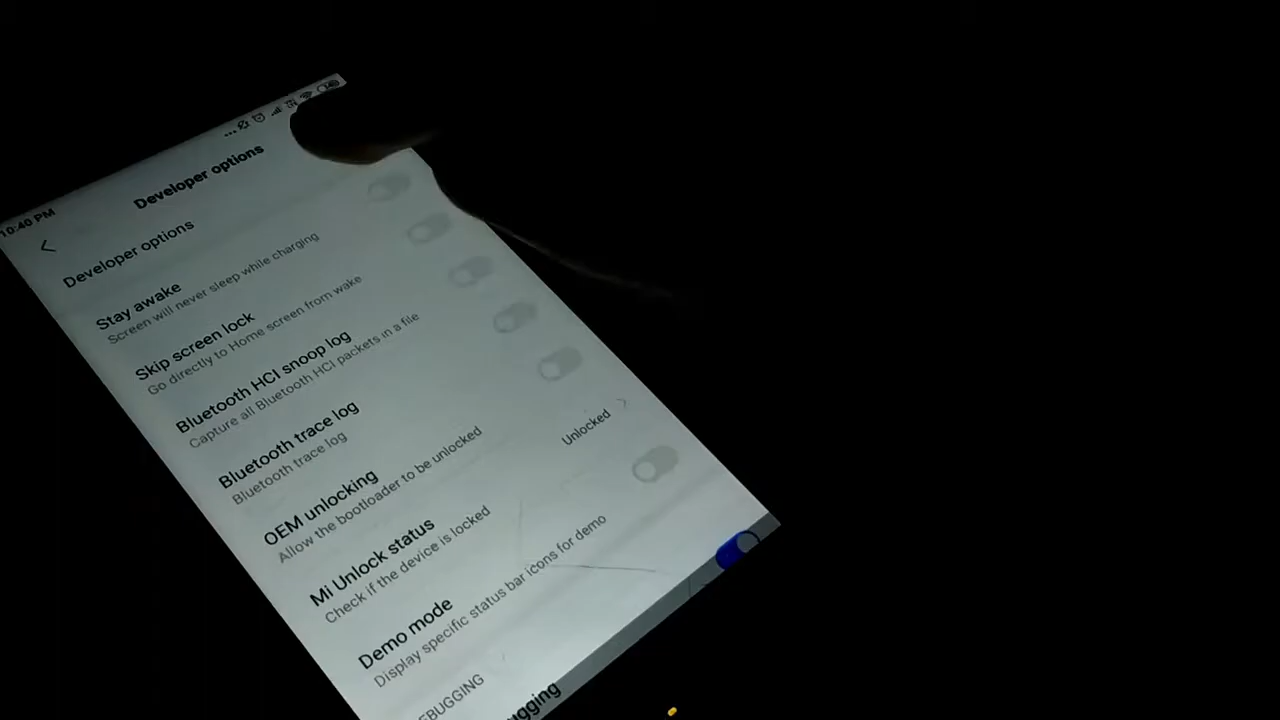 10:40 PM
Developer options
Developer options
Stay awake
Screen will never sleep while charging
Skip screen lock
Go directly to Home screen from wake
Bluetooth HCI snoop log
Capture all Bluetooth HCI packets in a file
Bluetooth trace log
Bluetooth trace log
OEM unlocking
Allow the bootloader to be unlocked
Mi Unlock status
Check if the device is locked
Unlocked
Demo mode
Display specific status bar icons for demo
EBUGGING
ugging